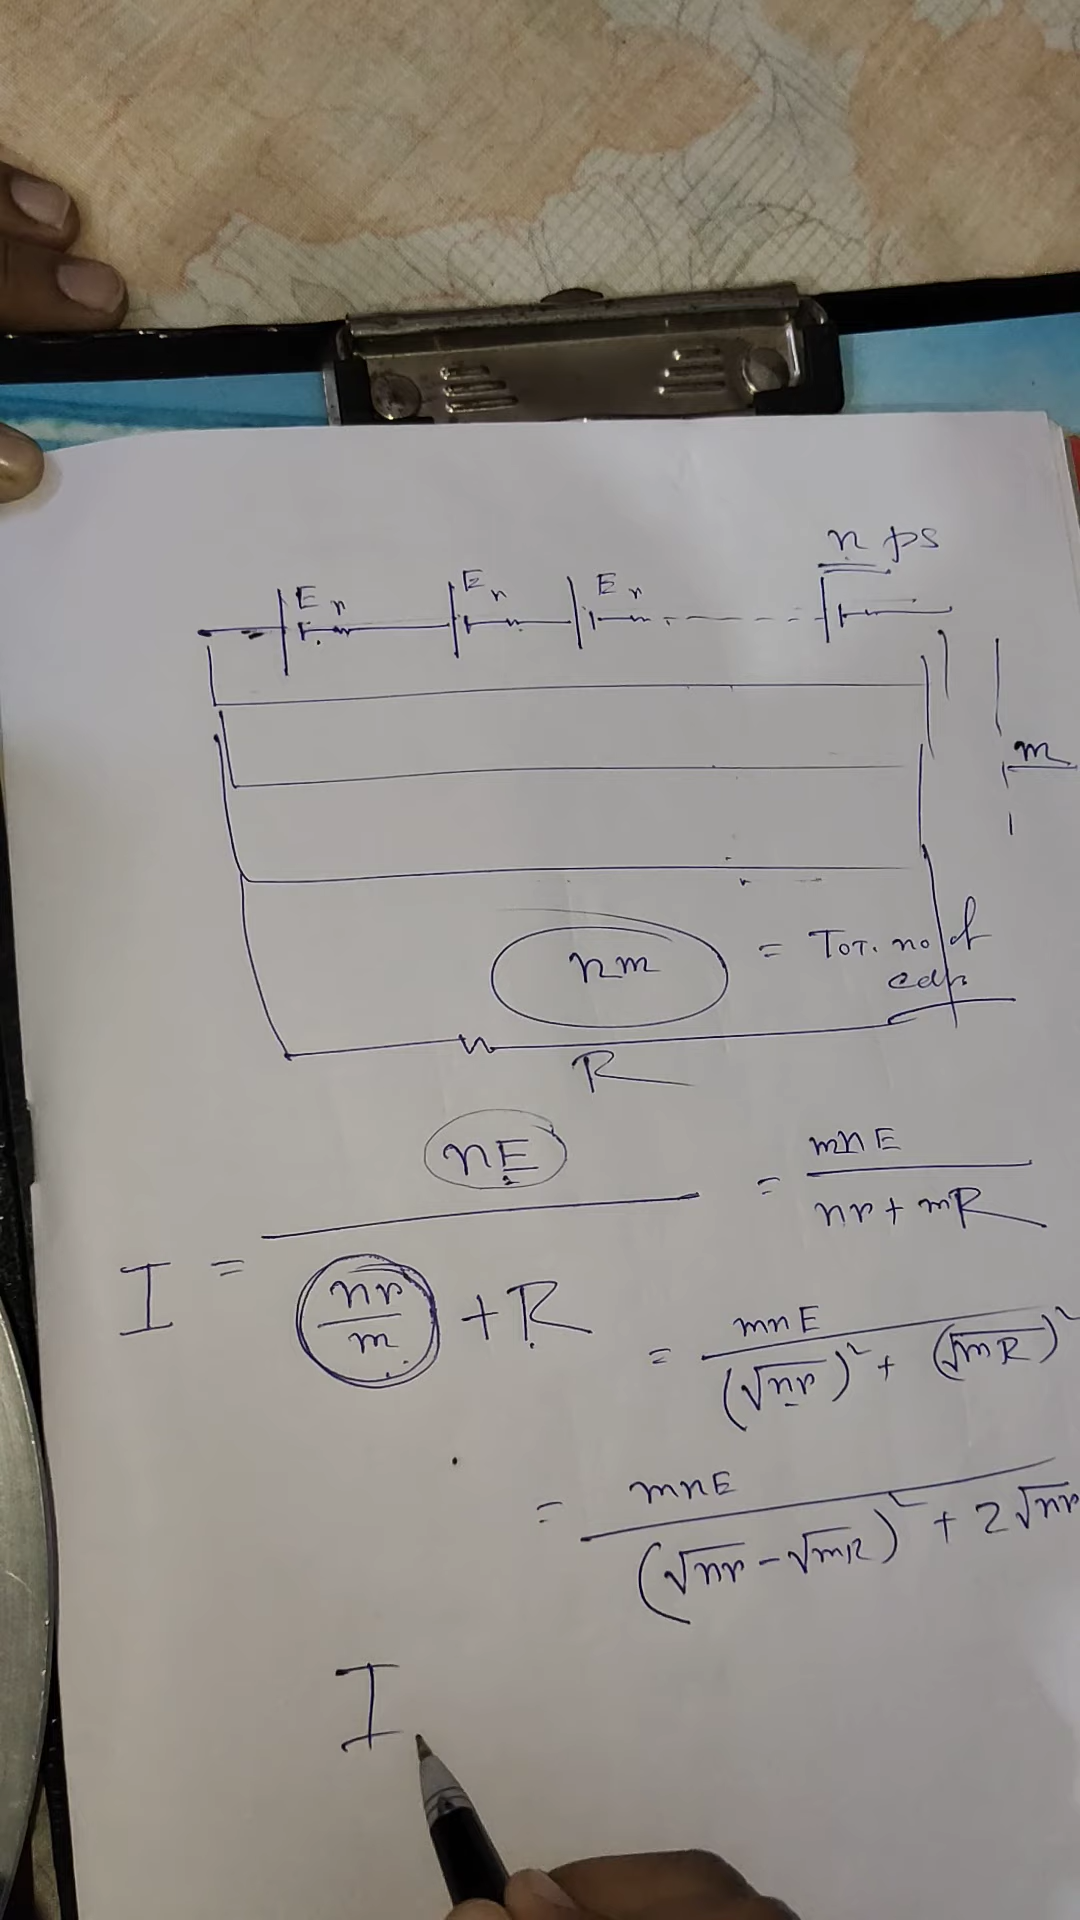 n ps
E r E r E r
m
nm = Tot. no of
R
I = nE / (nr/m + R) = mnE / (nr + mR)
= mnE / ((√nr)² + (√mR)²)
= mnE / ((√nr - √mR)² + 2√nr
I